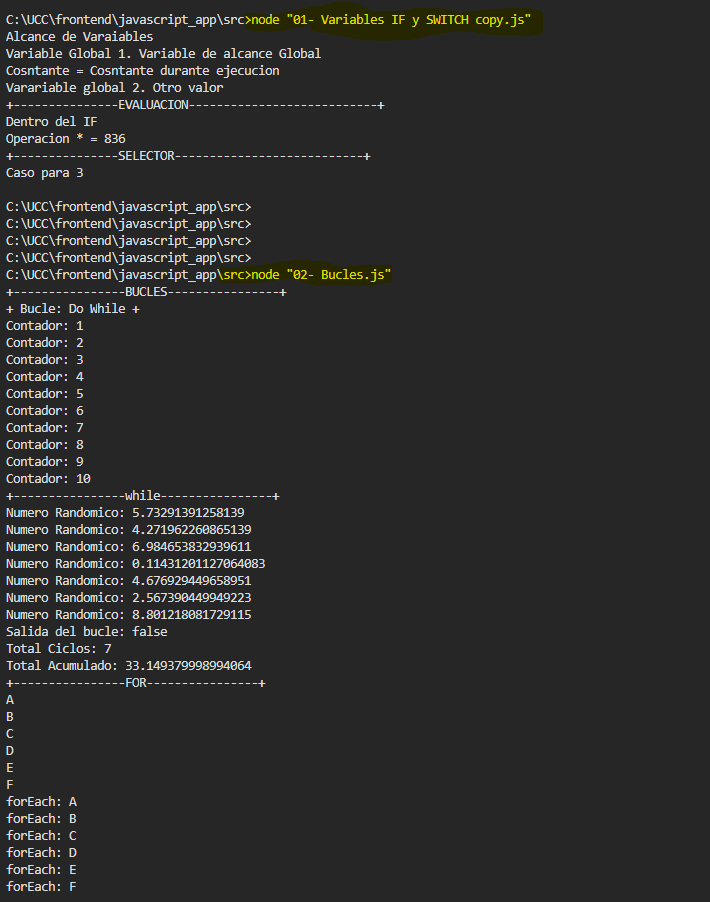 C:\UCC\frontend\javascript_app\src>node "01- Variables IF y SWITCH copy.js"
Alcance de Varaiables
Variable Global 1. Variable de alcance Global
Cosntante = Cosntante durante ejecucion
Varariable global 2. Otro valor
+---------------EVALUACION---------------------------+
Dentro del IF
Operacion * = 836
+---------------SELECTOR---------------------------+
Caso para 3
C:\UCC\frontend\javascript_app\src>
C:\UCC\frontend\javascript_app\src>
C:\UCC\frontend\javascript_app\src>
C:\UCC\frontend\javascript_app\src>
C:\UCC\frontend\javascript_app\src>node "02- Bucles.js"
+----------------BUCLES----------------+
+ Bucle: Do While +
Contador: 1
Contador: 2
Contador: 3
Contador: 4
Contador: 5
Contador: 6
Contador: 7
Contador: 8
Contador: 9
Contador: 10
+----------------while----------------+
Numero Randomico: 5.73291391258139
Numero Randomico: 4.271962260865139
Numero Randomico: 6.984653832939611
Numero Randomico: 0.11431201127064083
Numero Randomico: 4.676929449658951
Numero Randomico: 2.567390449949223
Numero Randomico: 8.801218081729115
Salida del bucle: false
Total Ciclos: 7
Total Acumulado: 33.149379998994064
+----------------FOR----------------+
A
B
C
D
E
F
forEach: A
forEach: B
forEach: C
forEach: D
forEach: E
forEach: F